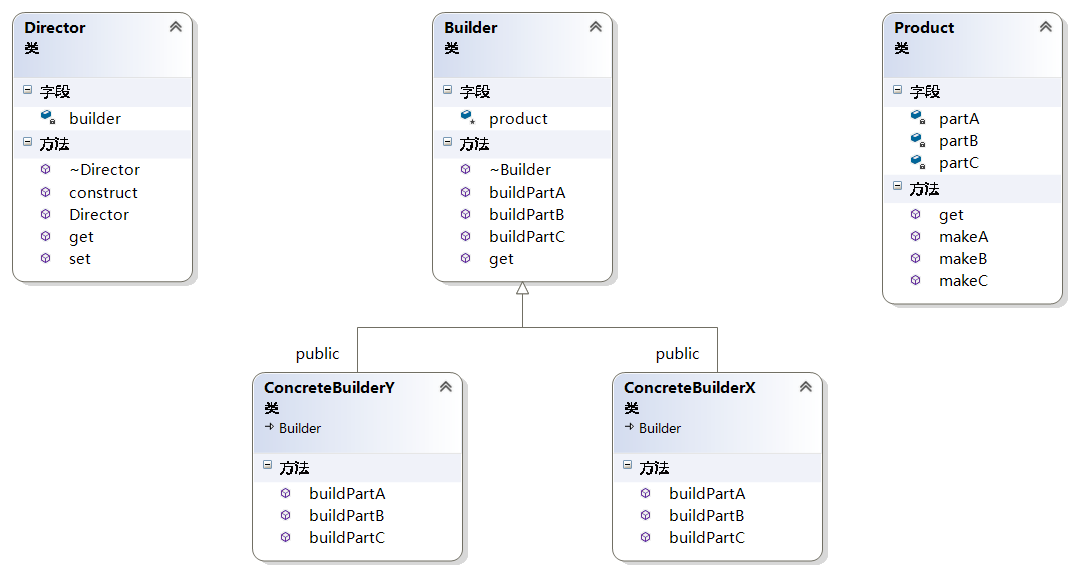 Director
类
字段
builder
方法
~Director
construct
Director
get
set
Builder
类
字段
product
方法
~Builder
buildPartA
buildPartB
buildPartC
get
Product
类
字段
partA
partB
partC
方法
get
makeA
makeB
makeC
public
public
ConcreteBuilderY
类
Builder
方法
buildPartA
buildPartB
buildPartC
ConcreteBuilderX
类
Builder
方法
buildPartA
buildPartB
buildPartC